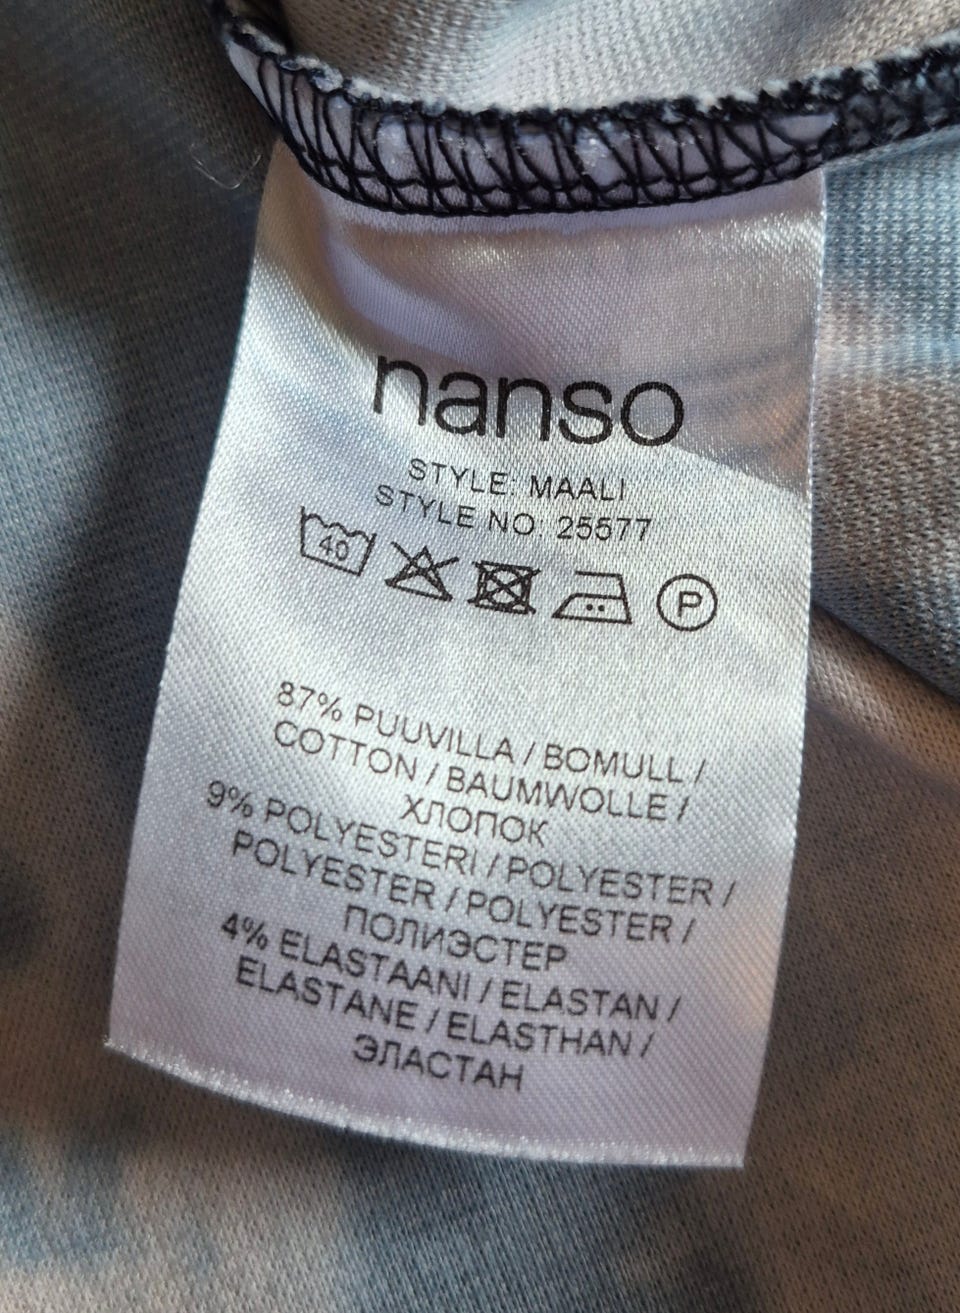 nanso
STYLE: MAALI
STYLE NO. 25577
40
P
87% PUUVILLA / BOMULL /
COTTON / BAUMWOLLE /
ХЛОПОК
9% POLYESTERI / POLYESTER /
POLYESTER / POLYESTER /
ПОЛИЭСТЕР
4% ELASTAANI / ELASTAN /
ELASTANE / ELASTHAN /
ЭЛАСТАН